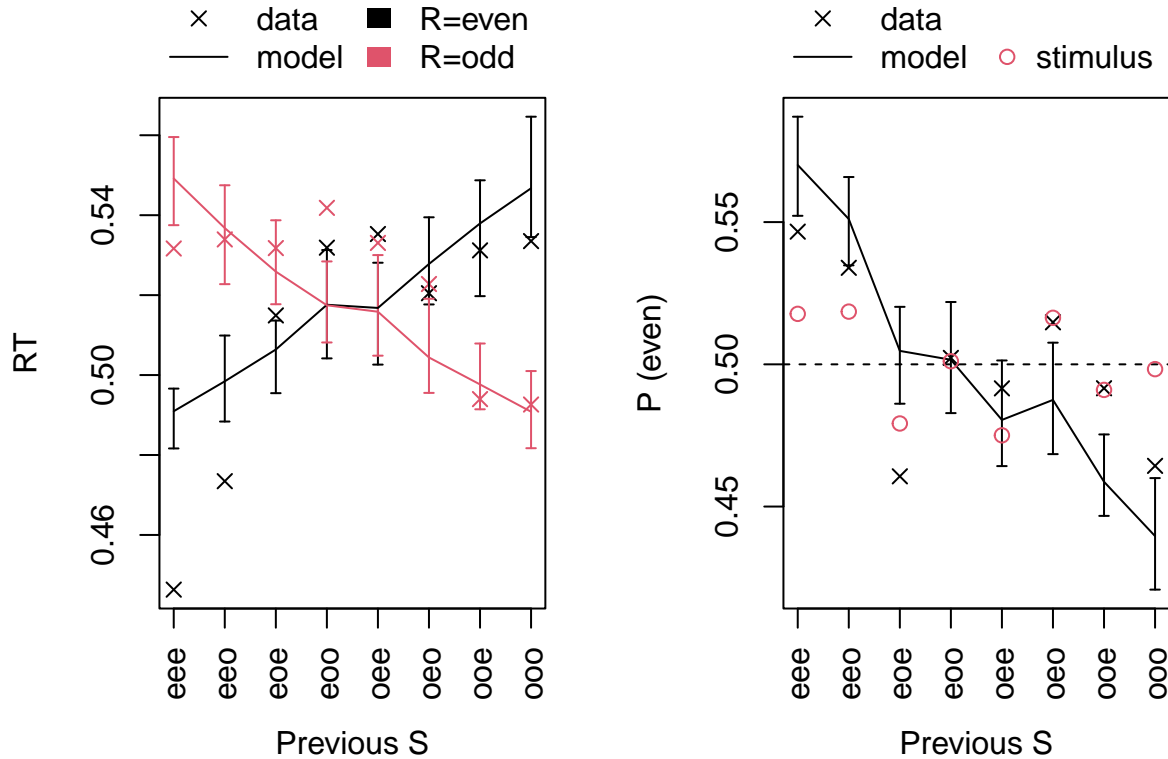 data R=even
model R=odd
RT
0.54
0.50
0.46
eee eeo eoe eoo oee oeo ooe ooo
Previous S
data
model stimulus
P (even)
0.55
0.50
0.45
eee eeo eoe eoo oee oeo ooe ooo
Previous S